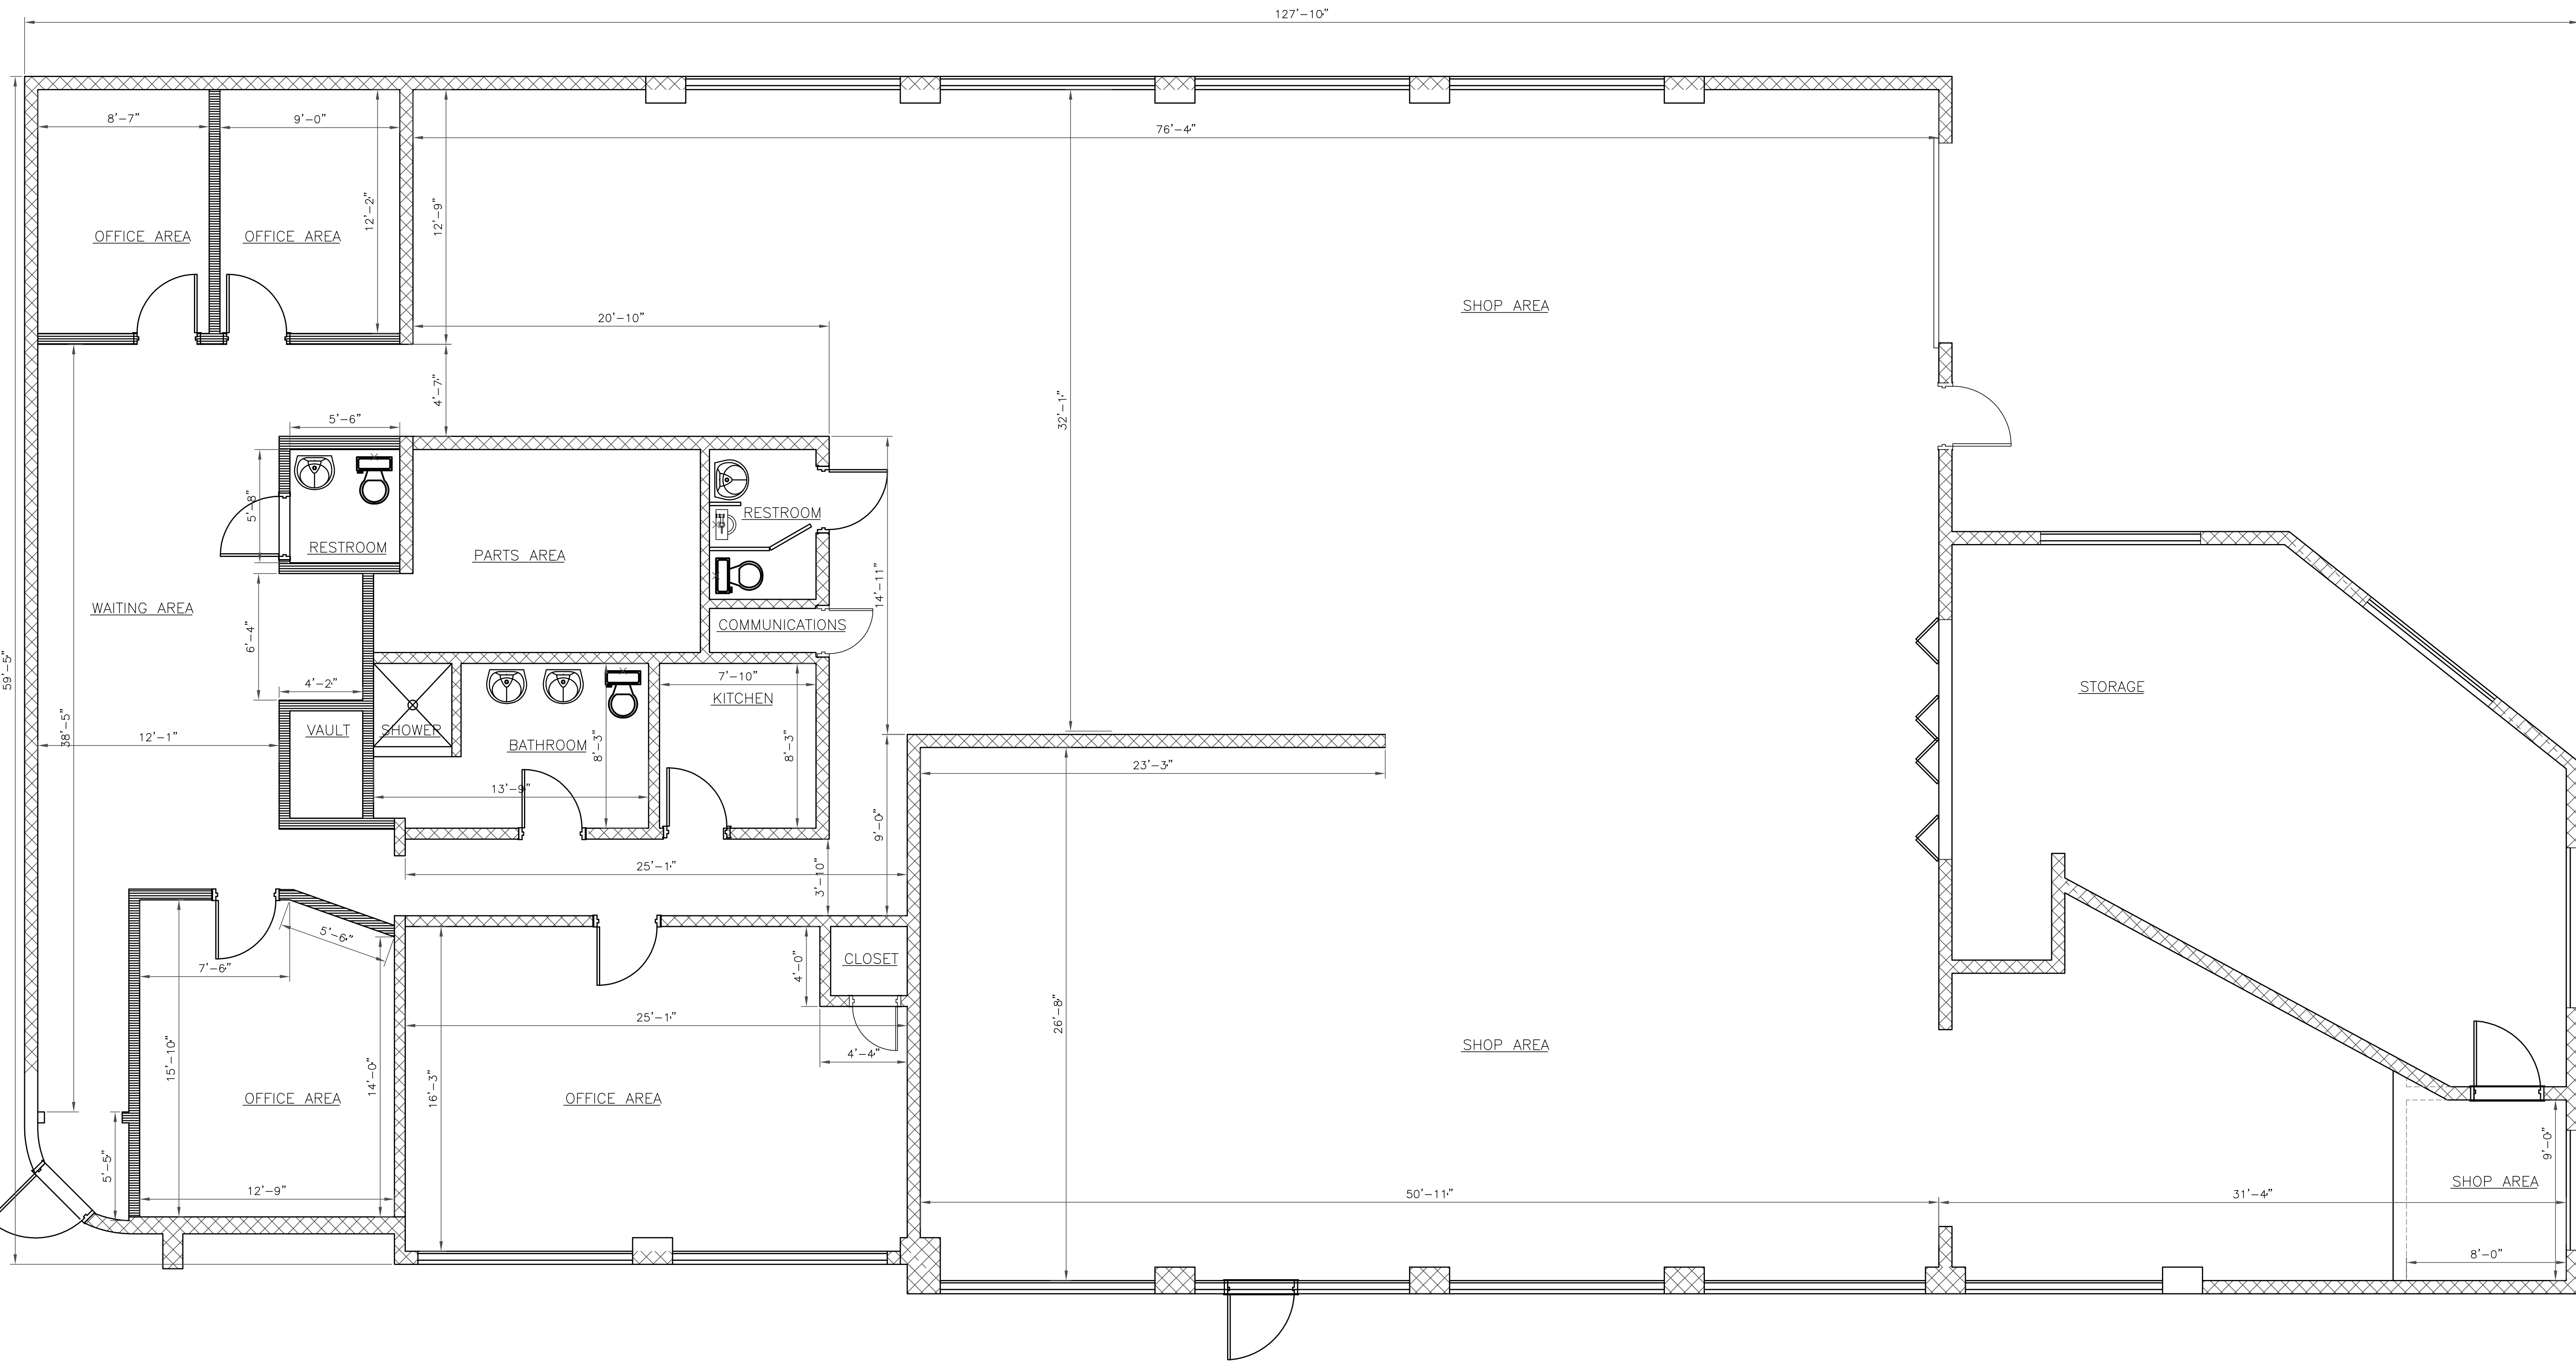 127'-10"
8'-7"
9'-0"
76'-4"
12'-2"
12'-9"
OFFICE AREA
OFFICE AREA
SHOP AREA
20'-10"
4'-7"
32'-1"
5'-6"
5'-8"
RESTROOM
RESTROOM
PARTS AREA
14'-11"
WAITING AREA
COMMUNICATIONS
6'-4"
59'-5"
4'-2"
7'-10"
KITCHEN
STORAGE
38'-5"
12'-1"
VAULT
SHOWER
BATHROOM
8'-3"
8'-3"
23'-3"
13'-9"
9'-0"
25'-1"
3'-10"
5'-6"
7'-6"
4'-0"
CLOSET
26'-8"
25'-1"
SHOP AREA
15'-10"
14'-0"
16'-3"
4'-4"
OFFICE AREA
OFFICE AREA
5'-5"
9'-0"
12'-9"
50'-11"
31'-4"
SHOP AREA
8'-0"